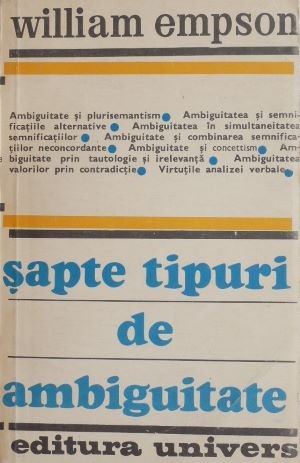 william empson
Ambiguitate și plurisemantism ● Ambiguitatea și semni-
ficațiile alternative ● Ambiguitatea în simultaneitatea
semnificațiilor ● Ambiguitate și combinarea semnifica-
țiilor neconcordante ● Ambiguitate și concettism ● Am-
biguitate prin tautologie și irelevanță ● Ambiguitatea
valorilor prin contradicție ● Virtuțile analizei verbale ●
șapte tipuri
de
ambiguitate
editura univers